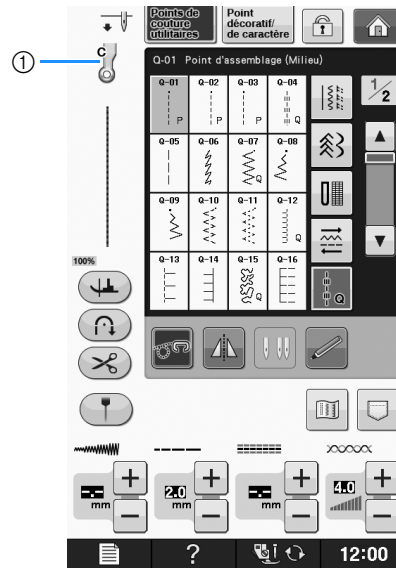 Points de couture utilitaires
Point décoratif/ de caractère
1
C
Q-01 Point d'assemblage (Milieu)
1/2
Q-01 Q-02 Q-03 Q-04
P P P Q
Q-05 Q-06 Q-07 Q-08
Q
Q-09 Q-10 Q-11 Q-12
Q
Q-13 Q-14 Q-15 Q-16
Q
Q
100%
-.- mm
2.0 mm
-.- mm
4.0
?
12:00